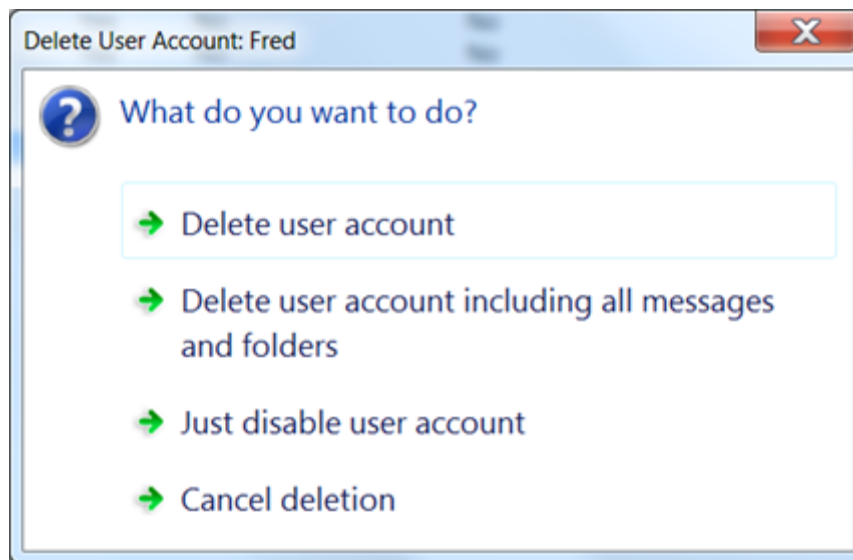 Delete User Account: Fred
What do you want to do?
Delete user account
Delete user account including all messages
and folders
Just disable user account
Cancel deletion